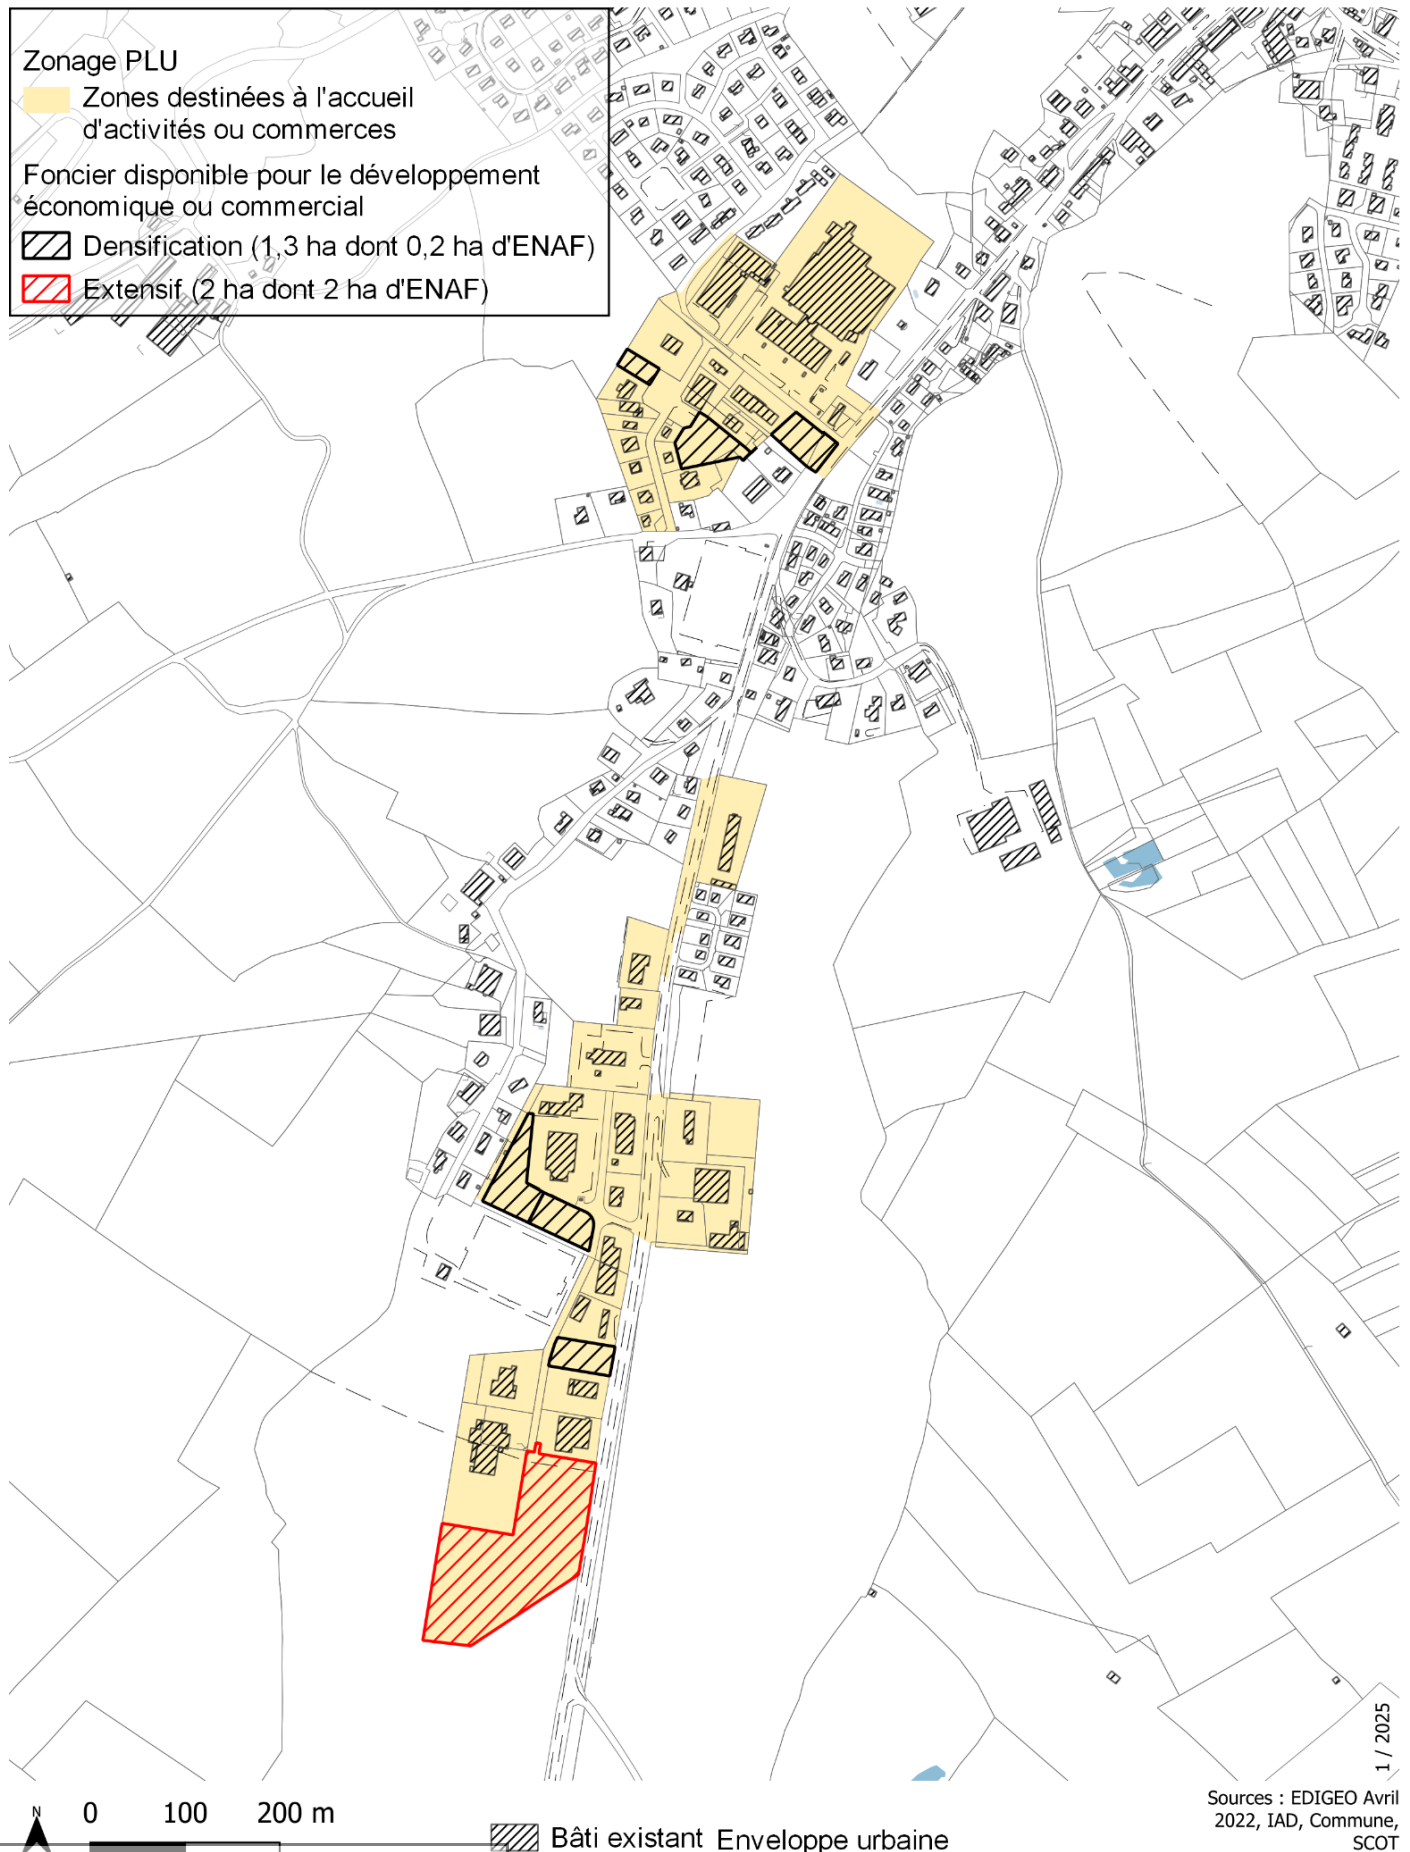 Zonage PLU
Zones destinées à l'accueil
d'activités ou commerces
Foncier disponible pour le développement
économique ou commercial
Densification (1,3 ha dont 0,2 ha d'ENAF)
Extensif (2 ha dont 2 ha d'ENAF)
1 / 2025
N
0 100 200 m
Bâti existant Enveloppe urbaine
Sources : EDIGEO Avril
2022, IAD, Commune,
SCOT